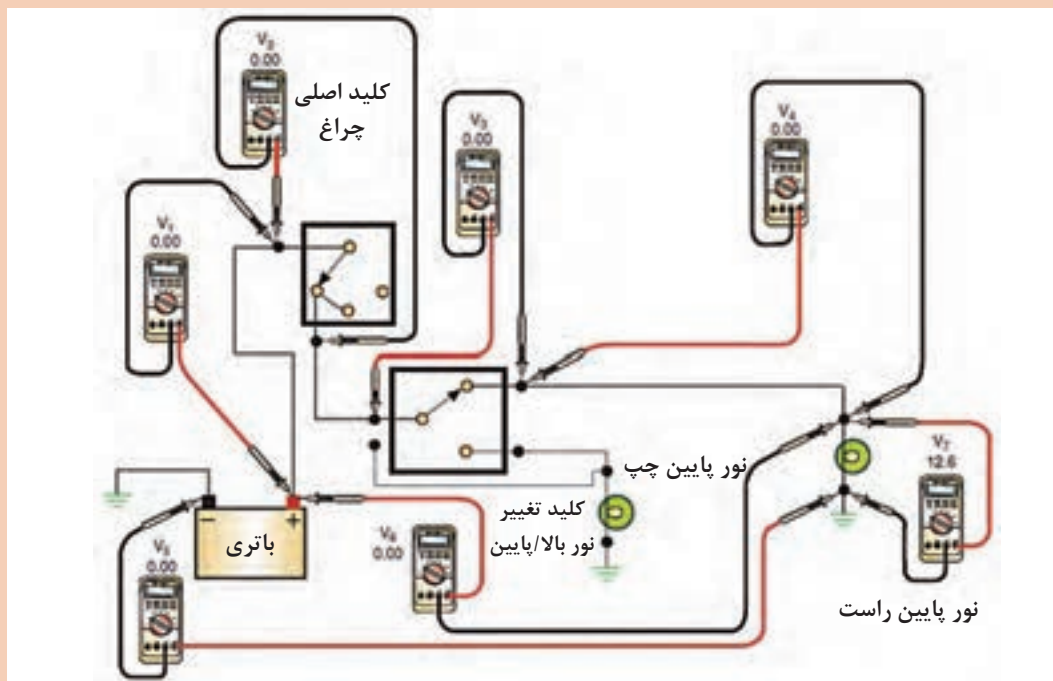 V2
0.00
کلید اصلی
چراغ
V3
0.00
V4
0.00
V1
0.00
V7
12.6
نور پایین چپ
کلید تغییر
نور بالا/پایین
باتری
− +
V6
0.00
V5
0.00
نور پایین راست